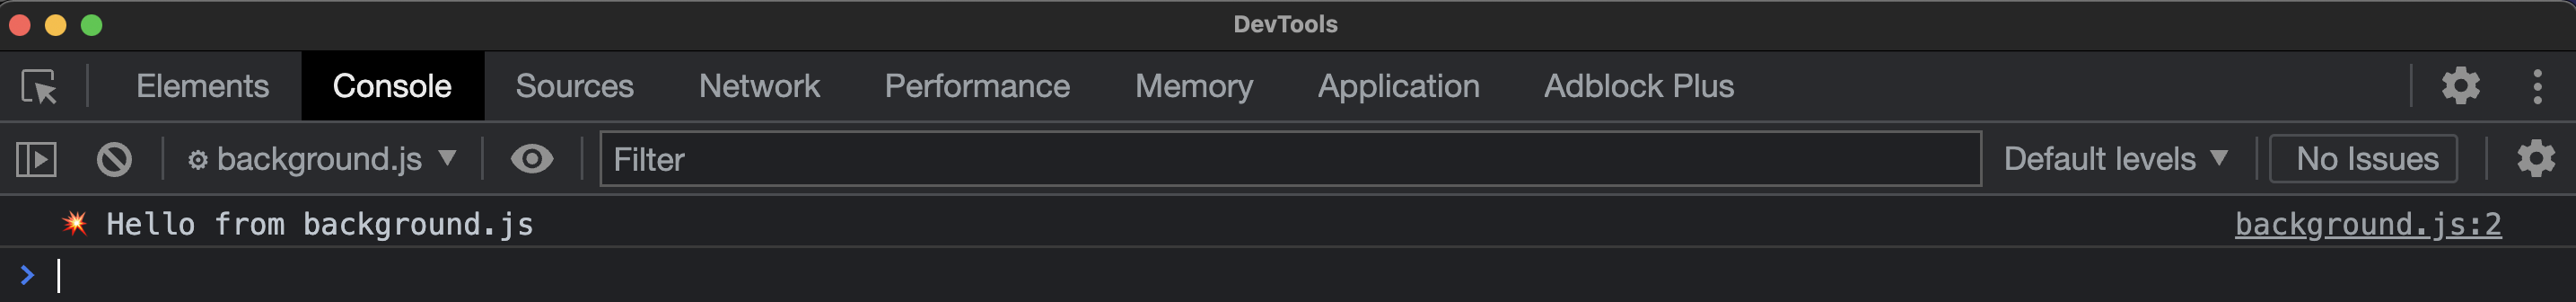 DevTools
Elements Console Sources Network Performance Memory Application Adblock Plus
background.js ▼ Filter Default levels ▼ No Issues
💥 Hello from background.js background.js:2
>